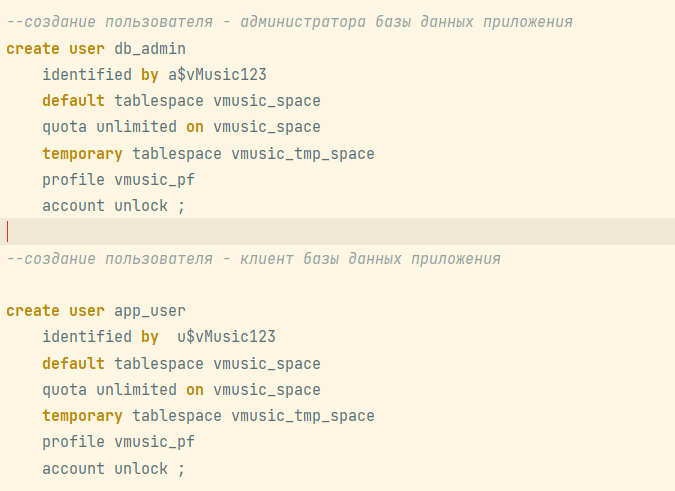 --создание пользователя - администратора базы данных приложения
create user db_admin
    identified by a$vMusic123
    default tablespace vmusic_space
    quota unlimited on vmusic_space
    temporary tablespace vmusic_tmp_space
    profile vmusic_pf
    account unlock ;

--создание пользователя - клиент базы данных приложения

create user app_user
    identified by  u$vMusic123
    default tablespace vmusic_space
    quota unlimited on vmusic_space
    temporary tablespace vmusic_tmp_space
    profile vmusic_pf
    account unlock ;